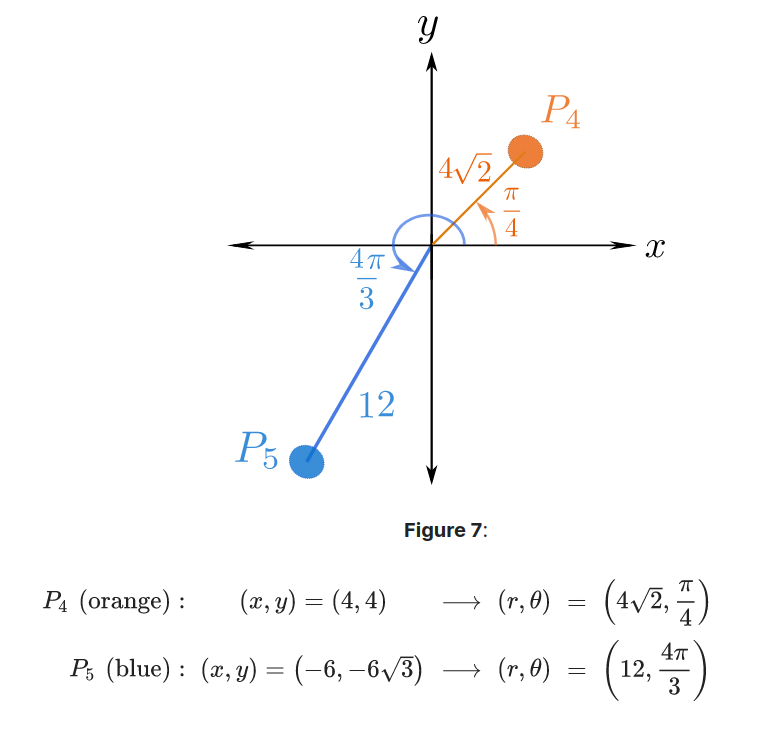 y
P₄
4√2
π/4
x
4π/3
12
P₅
Figure 7:
P₄ (orange) : (x, y) = (4, 4) ⟶ (r, θ) = (4√2, π/4)
P₅ (blue) : (x, y) = (−6, −6√3) ⟶ (r, θ) = (12, 4π/3)